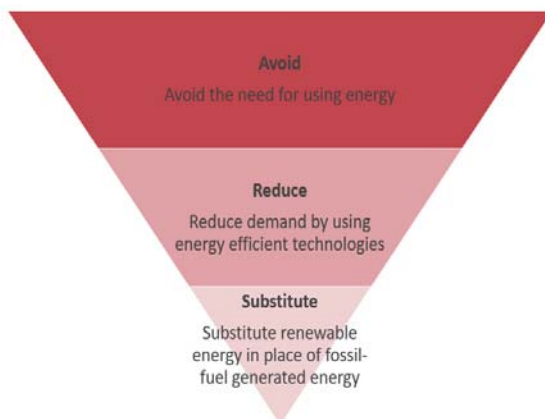 Avoid
Avoid the need for using energy
Reduce
Reduce demand by using
energy efficient technologies
Substitute
Substitute renewable
energy in place of fossil-
fuel generated energy